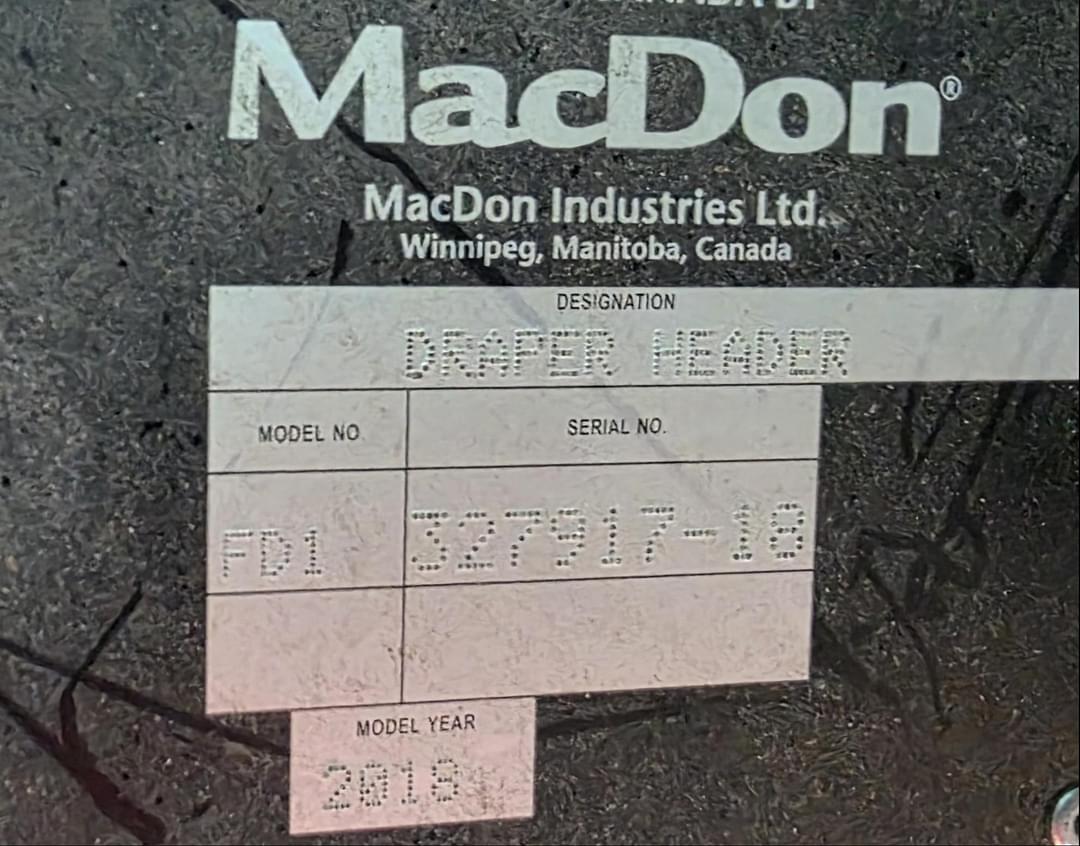 MacDon®
MacDon Industries Ltd.
Winnipeg, Manitoba, Canada
DESIGNATION
DRAPER HEADER
MODEL NO
SERIAL NO.
FD1
327917-18
MODEL YEAR
2018